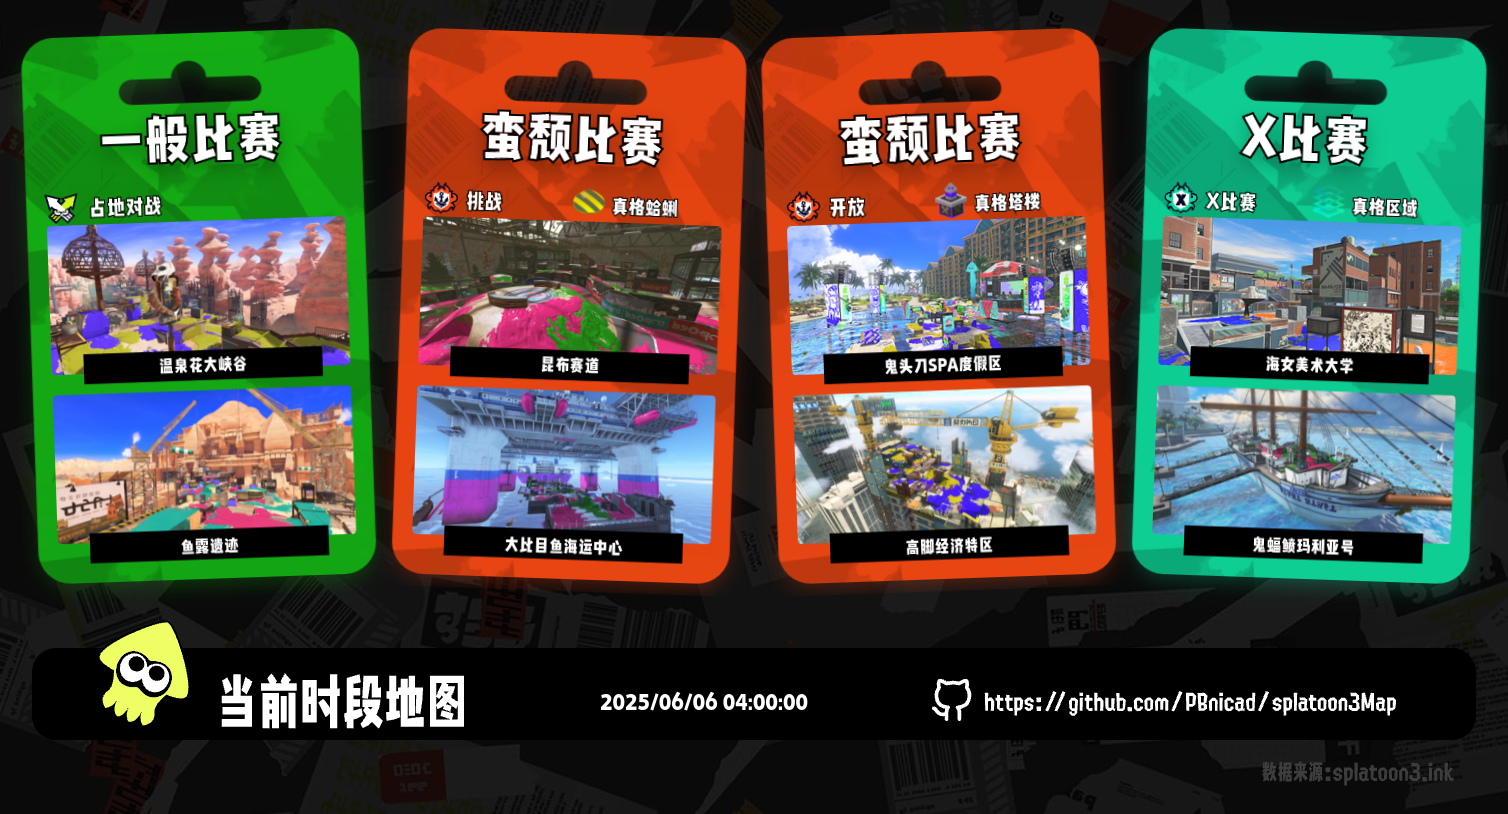 一般比赛
占地对战
温泉花大峡谷
鱼露遗迹
蛮颓比赛
挑战
真格蛤蜊
昆布赛道
大比目鱼海运中心
蛮颓比赛
开放
真格塔楼
鬼头刀SPA度假区
高脚经济特区
X比赛
X比赛
真格区域
海女美术大学
鬼蝠鲼玛利亚号
当前时段地图
2025/06/06 04:00:00
https://github.com/PBnicad/splatoon3Map
数据来源:splatoon3.ink